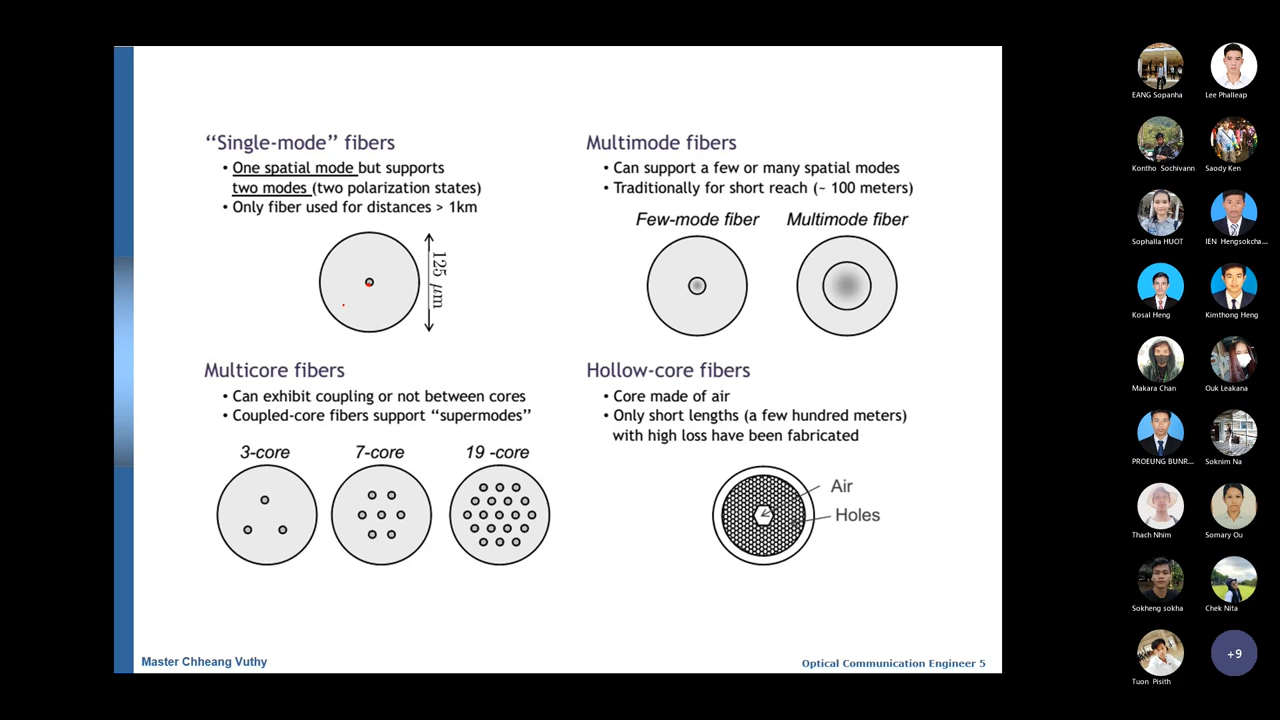 “Single-mode” fibers
• One spatial mode but supports
two modes (two polarization states)
• Only fiber used for distances > 1km
125 μm
Multimode fibers
• Can support a few or many spatial modes
• Traditionally for short reach (~ 100 meters)
Few-mode fiber
Multimode fiber
Multicore fibers
• Can exhibit coupling or not between cores
• Coupled-core fibers support “supermodes”
3-core
7-core
19 -core
Hollow-core fibers
• Core made of air
• Only short lengths (a few hundred meters)
with high loss have been fabricated
Air
Holes
Master Chheang Vuthy
Optical Communication Engineer 5
EANG Sopanha
Lee Phalleap
Kontho Sochivann
Saody Ken
Sophalla HUOT
IEN Hengsokcha...
Kosal Heng
Kimthong Heng
Makara Chan
Ouk Leakana
PROEUNG BUNR...
Soknim Na
Thach Nhim
Somary Ou
Sokheng sokha
Chek Nita
Tuon Pisith
+9